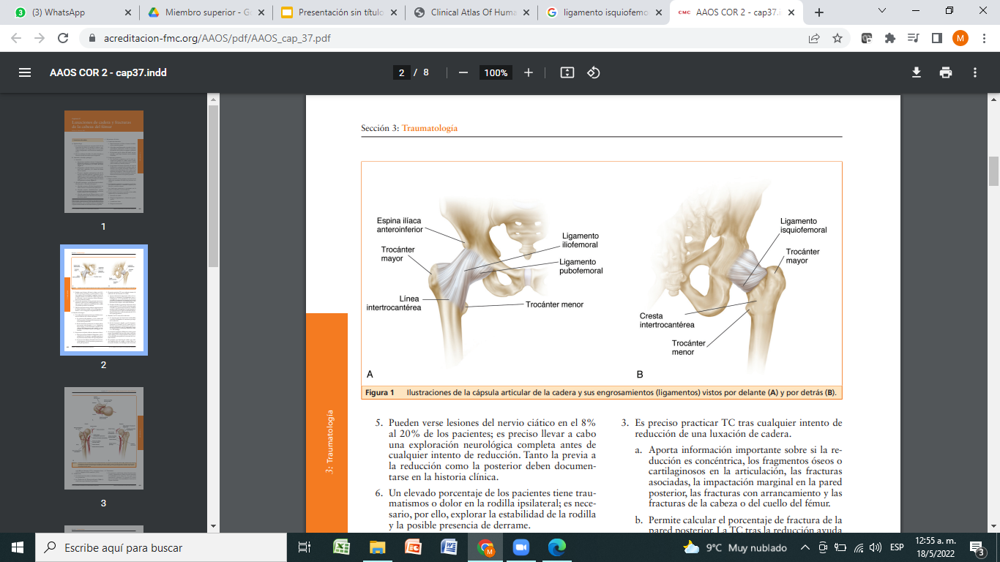 (3) WhatsApp
Miembro superior - G
Presentación sin título
Clinical Atlas Of Huma
ligamento isquiofemo
CMC
AAOS COR 2 - cap37.i
acreditacion-fmc.org/AAOS/pdf/AAOS_cap_37.pdf
M
AAOS COR 2 - cap37.indd
2 / 8
100%
1
2
3
Sección 3: Traumatología
Espina ilíaca
anteroinferior
Trocánter
mayor
Línea
intertrocantérea
Ligamento
iliofemoral
Ligamento
pubofemoral
Trocánter menor
A
Ligamento
isquiofemoral
Trocánter
mayor
Cresta
intertrocantérea
Trocánter
menor
B
Figura 1 Ilustraciones de la cápsula articular de la cadera y sus engrosamientos (ligamentos) vistos por delante (A) y por detrás (B).
3: Traumatología
5. Pueden verse lesiones del nervio ciático en el 8%
al 20% de los pacientes; es preciso llevar a cabo
una exploración neurológica completa antes de
cualquier intento de reducción. Tanto la previa a
la reducción como la posterior deben documen-
tarse en la historia clínica.
6. Un elevado porcentaje de los pacientes tiene trau-
matismos o dolor en la rodilla ipsilateral; es nece-
sario, por ello, explorar la estabilidad de la rodilla
y la posible presencia de derrame.
3. Es preciso practicar TC tras cualquier intento de
reducción de una luxación de cadera.
a. Aporta información importante sobre si la re-
ducción es concéntrica, los fragmentos óseos o
cartilaginosos en la articulación, las fracturas
asociadas, la impactación marginal en la pared
posterior, las fracturas con arrancamiento y las
fracturas de la cabeza o del cuello del fémur.
b. Permite calcular el porcentaje de fractura de la
pared posterior. La TC tras la reducción ayuda
Escribe aquí para buscar
9°C Muy nublado
ESP
12:55 a. m.
18/5/2022
3